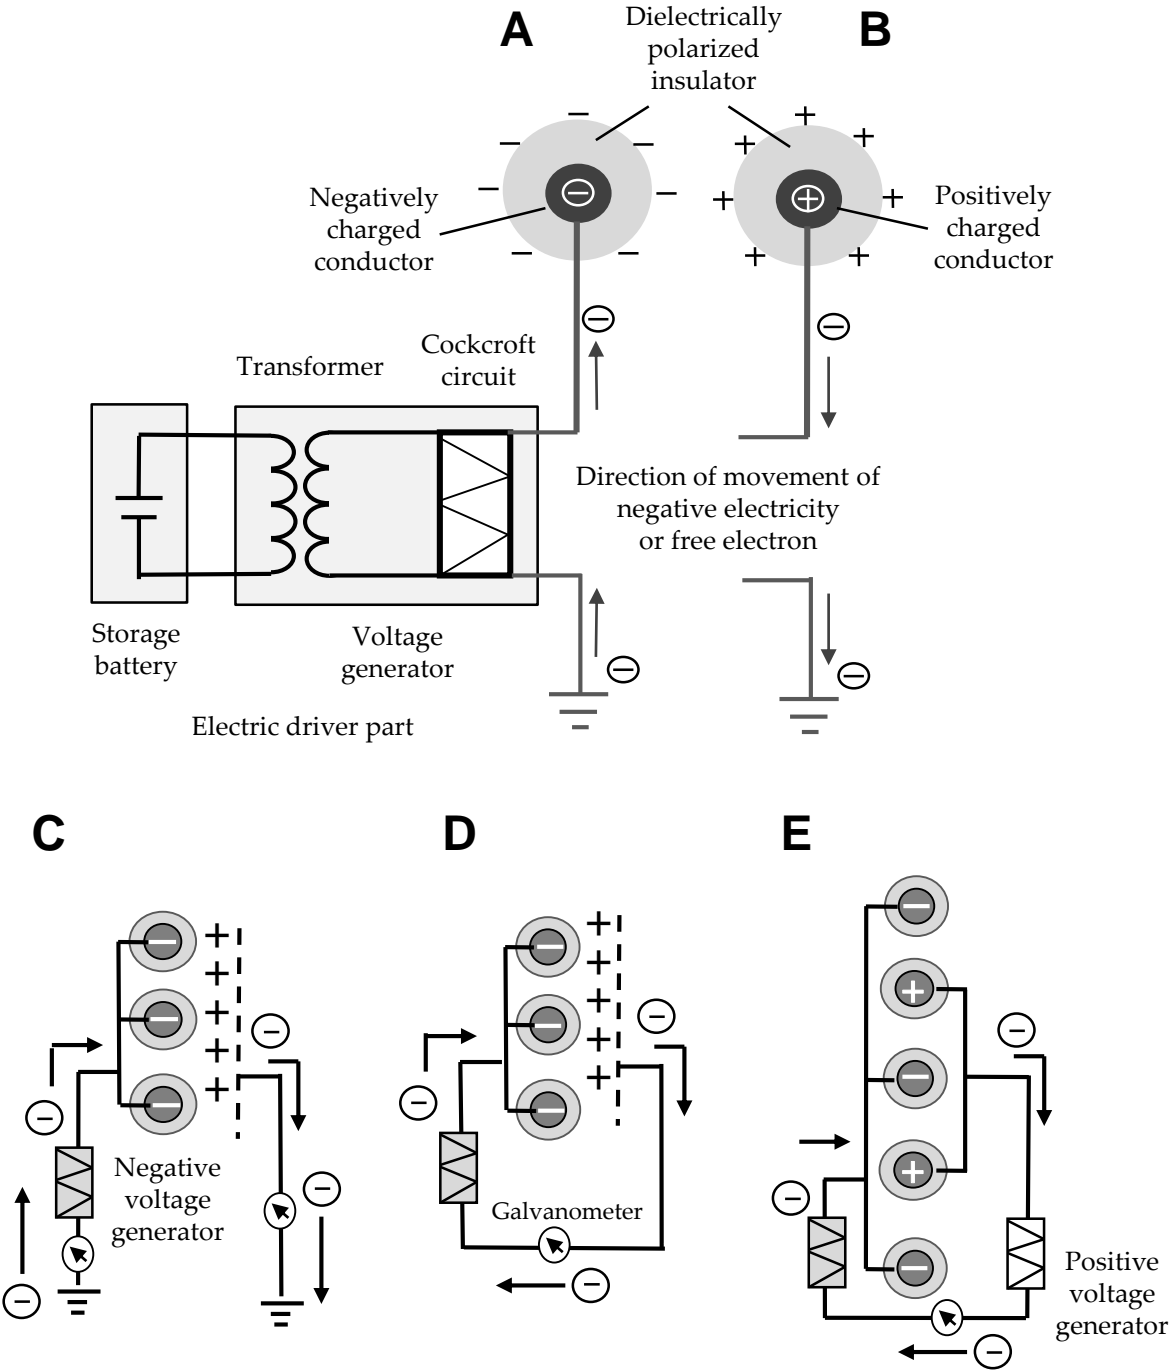 A
Dielectrically
polarized
insulator
B
Negatively
charged
conductor
Positively
charged
conductor
Transformer
Cockcroft
circuit
Direction of movement of
negative electricity
or free electron
Storage
battery
Voltage
generator
Electric driver part
C
D
E
Negative
voltage
generator
Galvanometer
Positive
voltage
generator